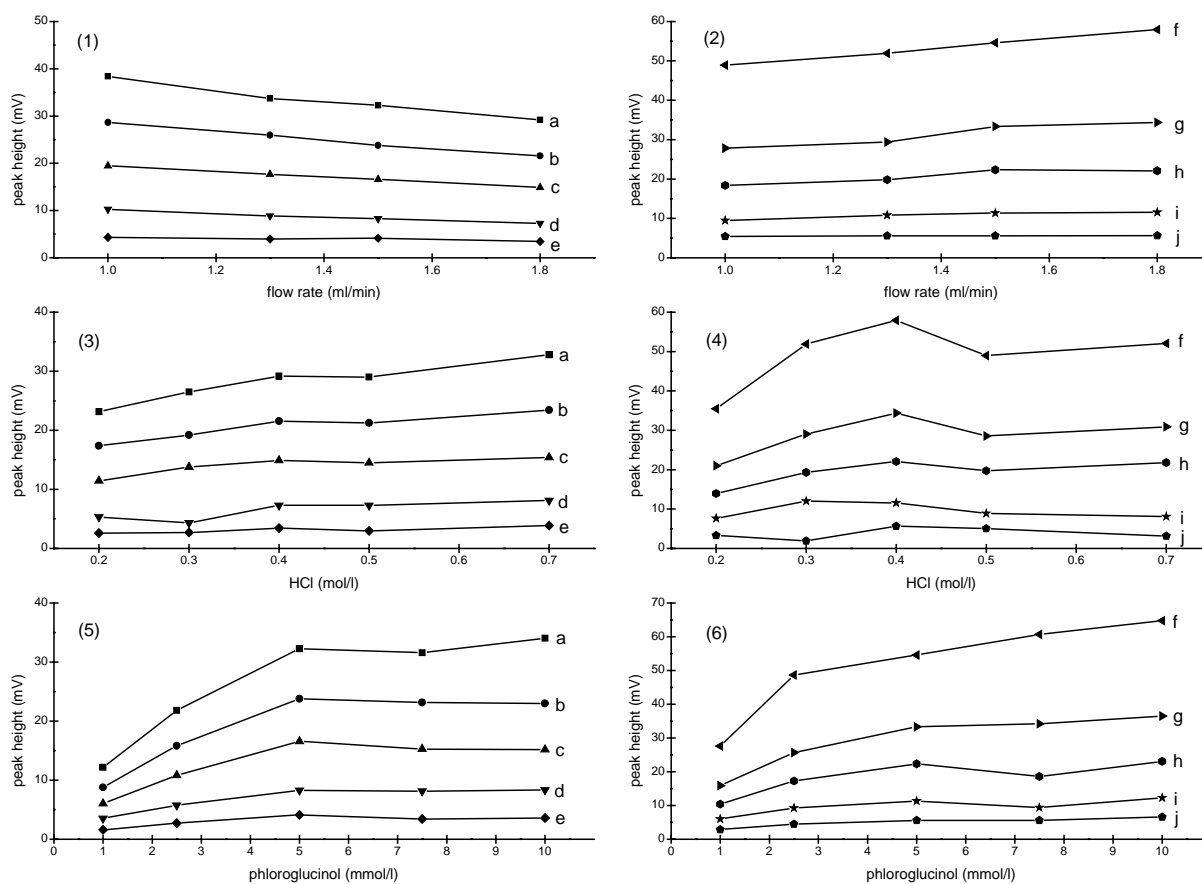 (1)
50
40
30
20
10
0
peak height (mV)
a
b
c
d
e
1.0 1.2 1.4 1.6 1.8
flow rate (ml/min)
(2)
60
50
40
30
20
10
0
peak height (mV)
f
g
h
i
j
1.0 1.2 1.4 1.6 1.8
flow rate (ml/min)
(3)
40
30
20
10
0
peak height (mV)
a
b
c
d
e
0.2 0.3 0.4 0.5 0.6 0.7
HCl (mol/l)
(4)
60
50
40
30
20
10
0
peak height (mV)
f
g
h
i
j
0.2 0.3 0.4 0.5 0.6 0.7
HCl (mol/l)
(5)
40
30
20
10
0
peak height (mV)
a
b
c
d
e
0 1 2 3 4 5 6 7 8 9 10
phloroglucinol (mmol/l)
(6)
70
60
50
40
30
20
10
0
peak height (mV)
f
g
h
i
j
0 1 2 3 4 5 6 7 8 9 10
phloroglucinol (mmol/l)